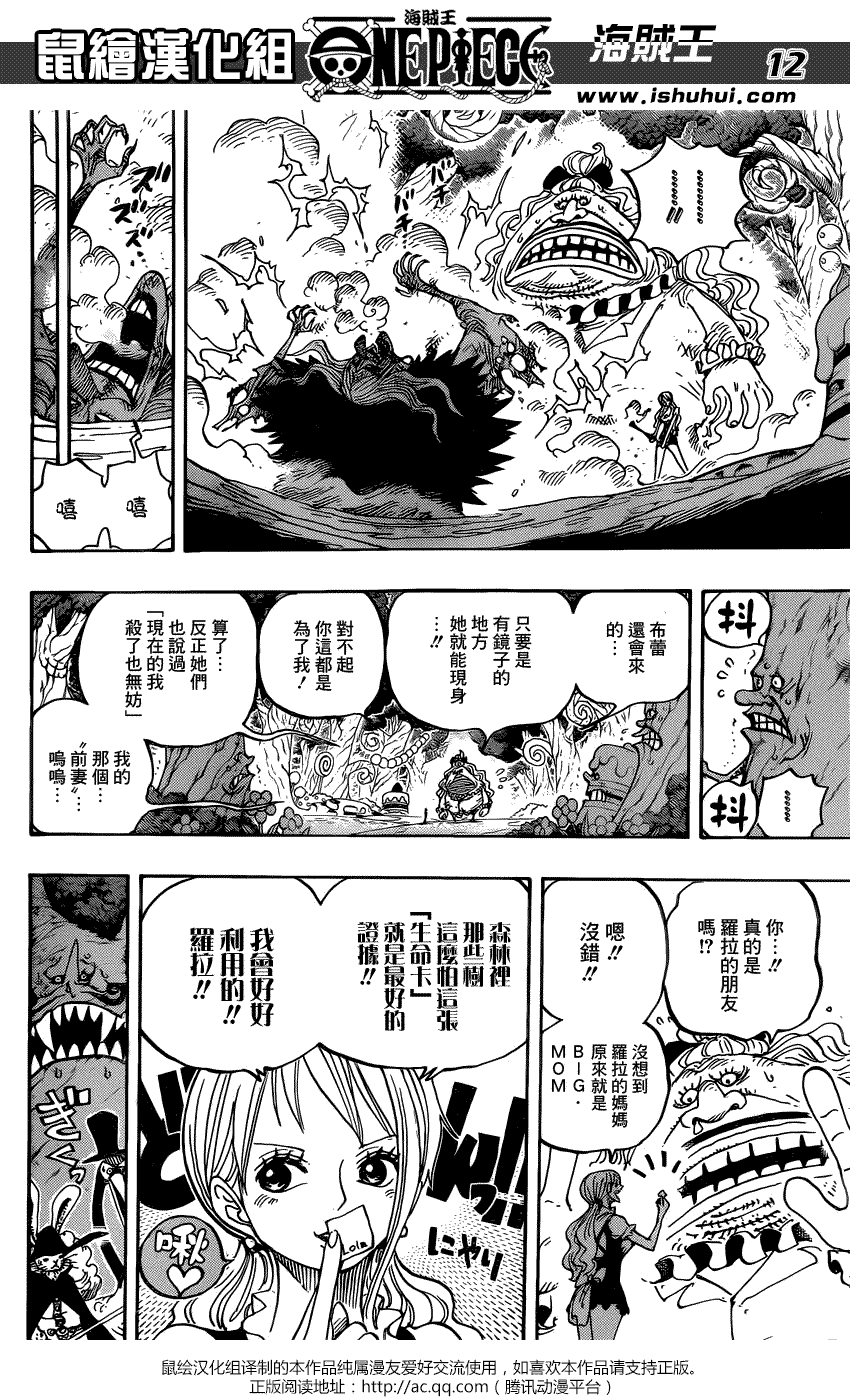 鼠繪漢化組
海賊王
ONE PIECE
海賊王
12
www.ishuhui.com
……!!
バチ
バチ
ズズ
ズズ…
嘻
嘻
抖
……
抖
布蕾
還會來
的…
只要是
有鏡子的
地方
她就能現身
…!!
對不起
你這都是
為了我!
算了…
反正她們
也說過
「現在的我
殺了也無妨」
我的
那個…
〝前妻〞…
嗚嗚…
你…!!
真的是
羅拉的朋友
嗎!?
嗯!!
沒錯!!
沒想到
羅拉的媽媽
原來就是
BIG.
MOM
森林裡
那些樹
這麼怕這張
「生命卡」
就是最好的
證據!!
我會好好
利用的!!
羅拉!!
Lola
啾
にやり
ぎくっ
鼠绘汉化组译制的本作品纯属漫友爱好交流使用，如喜欢本作品请支持正版。
正版阅读地址：http://ac.qq.com（腾讯动漫平台）